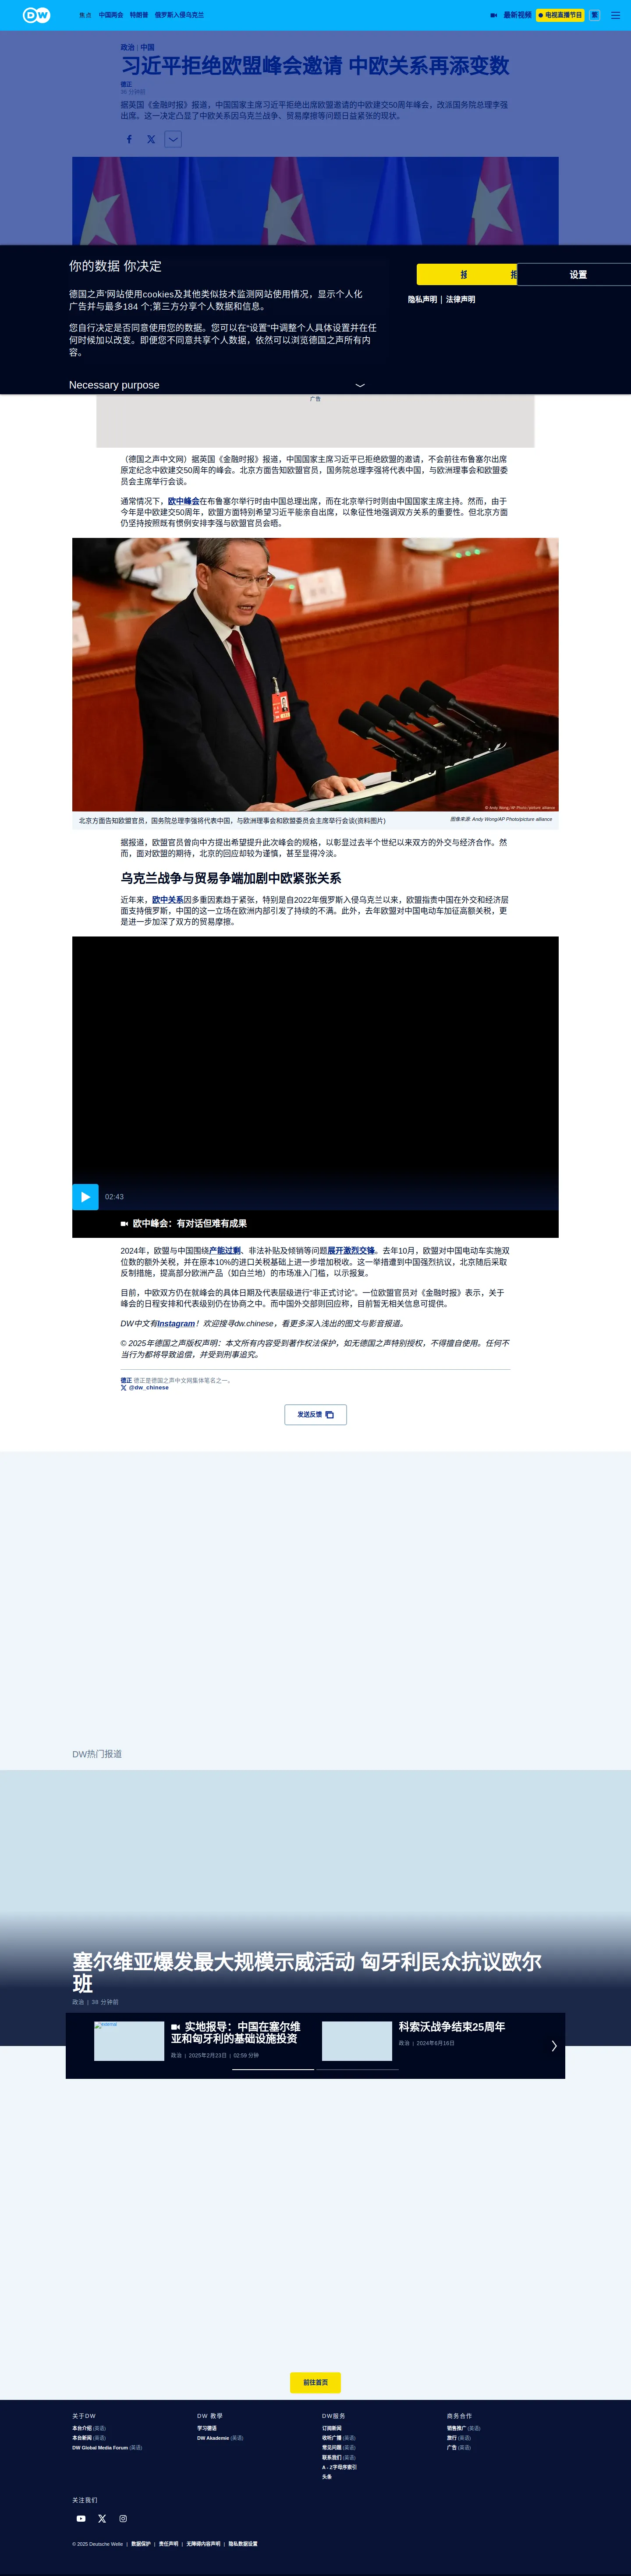 DW
焦点 中国两会 特朗普 俄罗斯入侵乌克兰
最新视频 电视直播节目 繁
政治 | 中国
习近平拒绝欧盟峰会邀请 中欧关系再添变数
德正
36 分钟前
据英国《金融时报》报道，中国国家主席习近平拒绝出席欧盟邀请的中欧建交50周年峰会，改派国务院总理李强
出席。这一决定凸显了中欧关系因乌克兰战争、贸易摩擦等问题日益紧张的现状。
你的数据 你决定
设置
隐私声明 | 法律声明
德国之声'网站使用cookies及其他类似技术监测网站使用情况，显示个人化
广告并与最多184 个;第三方分享个人数据和信息。
您自行决定是否同意使用您的数据。您可以在“设置”中调整个人具体设置并在任
何时候加以改变。即便您不同意共享个人数据，依然可以浏览德国之声所有内
容。
Necessary purpose
广告
（德国之声中文网）据英国《金融时报》报道，中国国家主席习近平已拒绝欧盟的邀请，不会前往布鲁塞尔出席
原定纪念中欧建交50周年的峰会。北京方面告知欧盟官员，国务院总理李强将代表中国，与欧洲理事会和欧盟委
员会主席举行会谈。
通常情况下，欧中峰会在布鲁塞尔举行时由中国总理出席，而在北京举行时则由中国国家主席主持。然而，由于
今年是中欧建交50周年，欧盟方面特别希望习近平能亲自出席，以象征性地强调双方关系的重要性。但北京方面
仍坚持按照既有惯例安排李强与欧盟官员会晤。
© Andy Wong/AP Photo/picture alliance
北京方面告知欧盟官员，国务院总理李强将代表中国，与欧洲理事会和欧盟委员会主席举行会谈(资料图片)
图像来源: Andy Wong/AP Photo/picture alliance
据报道，欧盟官员曾向中方提出希望提升此次峰会的规格，以彰显过去半个世纪以来双方的外交与经济合作。然
而，面对欧盟的期待，北京的回应却较为谨慎，甚至显得冷淡。
乌克兰战争与贸易争端加剧中欧紧张关系
近年来，欧中关系因多重因素趋于紧张，特别是自2022年俄罗斯入侵乌克兰以来，欧盟指责中国在外交和经济层
面支持俄罗斯，中国的这一立场在欧洲内部引发了持续的不满。此外，去年欧盟对中国电动车加征高额关税，更
是进一步加深了双方的贸易摩擦。
02:43
欧中峰会：有对话但难有成果
2024年，欧盟与中国围绕产能过剩、非法补贴及倾销等问题展开激烈交锋。去年10月，欧盟对中国电动车实施双
位数的额外关税，并在原本10%的进口关税基础上进一步增加税收。这一举措遭到中国强烈抗议，北京随后采取
反制措施，提高部分欧洲产品（如白兰地）的市场准入门槛，以示报复。
目前，中欧双方仍在就峰会的具体日期及代表层级进行“非正式讨论”。一位欧盟官员对《金融时报》表示，关于
峰会的日程安排和代表级别仍在协商之中。而中国外交部则回应称，目前暂无相关信息可提供。
DW中文有Instagram！欢迎搜寻dw.chinese，看更多深入浅出的图文与影音报道。
© 2025年德国之声版权声明：本文所有内容受到著作权法保护，如无德国之声特别授权，不得擅自使用。任何不
当行为都将导致追偿，并受到刑事追究。
德正 德正是德国之声中文网集体笔名之一。
@dw_chinese
发送反馈
DW热门报道
塞尔维亚爆发最大规模示威活动 匈牙利民众抗议欧尔
班
政治 | 38 分钟前
external
实地报导：中国在塞尔维
亚和匈牙利的基础设施投资
政治 | 2025年2月23日 | 02:59 分钟
科索沃战争结束25周年
政治 | 2024年6月16日
前往首页
关于DW
本台介绍 (英语)
本台新闻 (英语)
DW Global Media Forum (英语)
DW 教学
学习德语
DW Akademie (英语)
DW服务
订阅新闻
收听广播 (英语)
常见问题 (英语)
联系我们 (英语)
A - Z字母序索引
头条
商务合作
销售推广 (英语)
旅行 (英语)
广告 (英语)
关注我们
© 2025 Deutsche Welle | 数据保护 | 责任声明 | 无障碍内容声明 | 隐私数据设置